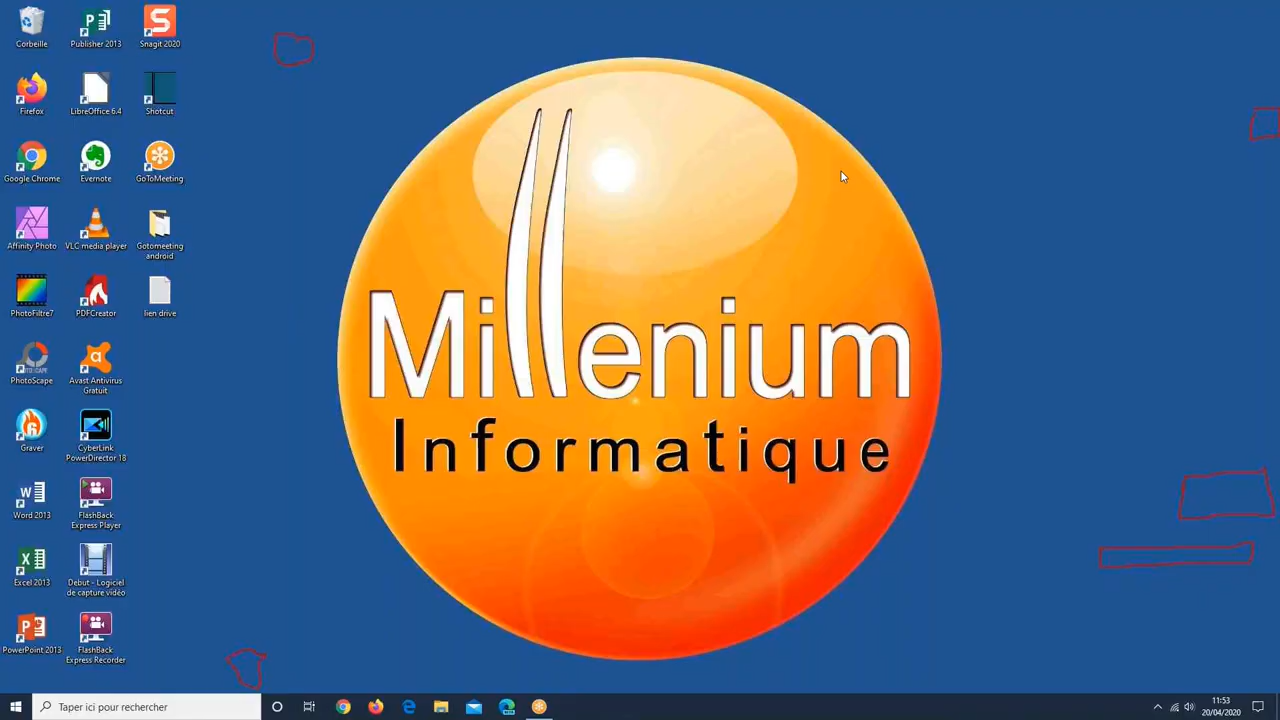 Corbeille
Publisher 2013
Snagit 2020
Firefox
LibreOffice 6.4
Shotcut
Google Chrome
Evernote
GoToMeeting
Affinity Photo
VLC media player
Gotomeeting
android
PhotoFiltre7
PDFCreator
lien drive
PhotoScape
Avast Antivirus
Gratuit
Graver
CyberLink
PowerDirector 18
Word 2013
FlashBack
Express Player
Excel 2013
Debut - Logiciel
de capture vidéo
PowerPoint 2013
FlashBack
Express Recorder
Millenium
Informatique
Taper ici pour rechercher
11:53
20/04/2020